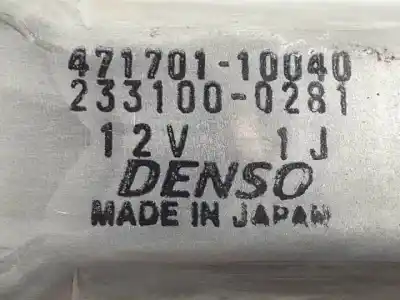 471701-10040
233100-0281
12V 1J
DENSO
MADE IN JAPAN